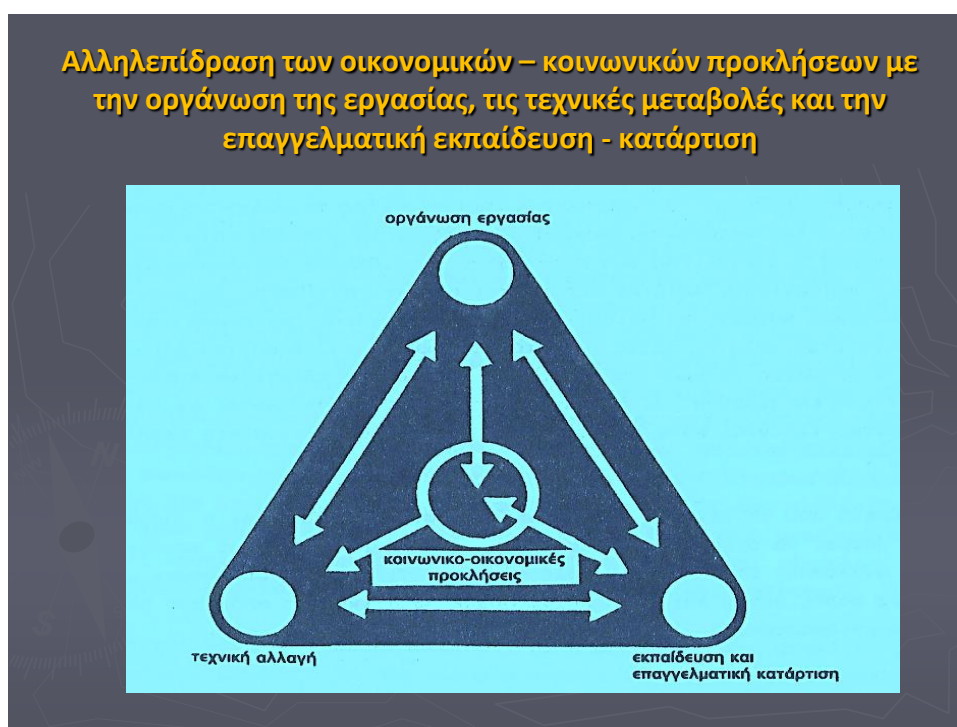 Αλληλεπίδραση των οικονομικών – κοινωνικών προκλήσεων με
την οργάνωση της εργασίας, τις τεχνικές μεταβολές και την
επαγγελματική εκπαίδευση - κατάρτιση
οργάνωση εργασίας
κοινωνικο-οικονομικές
προκλήσεις
τεχνική αλλαγή
εκπαίδευση και
επαγγελματική κατάρτιση
N
S